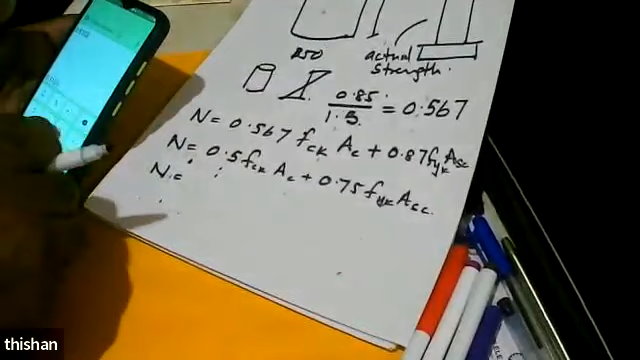 250
actual
strength.
0.85 / 1.5 = 0.567
N = 0.567 fck Ac + 0.87 fyk Asc
N = 0.5 fck Ac + 0.75 fyk Asc.
N =
thishan